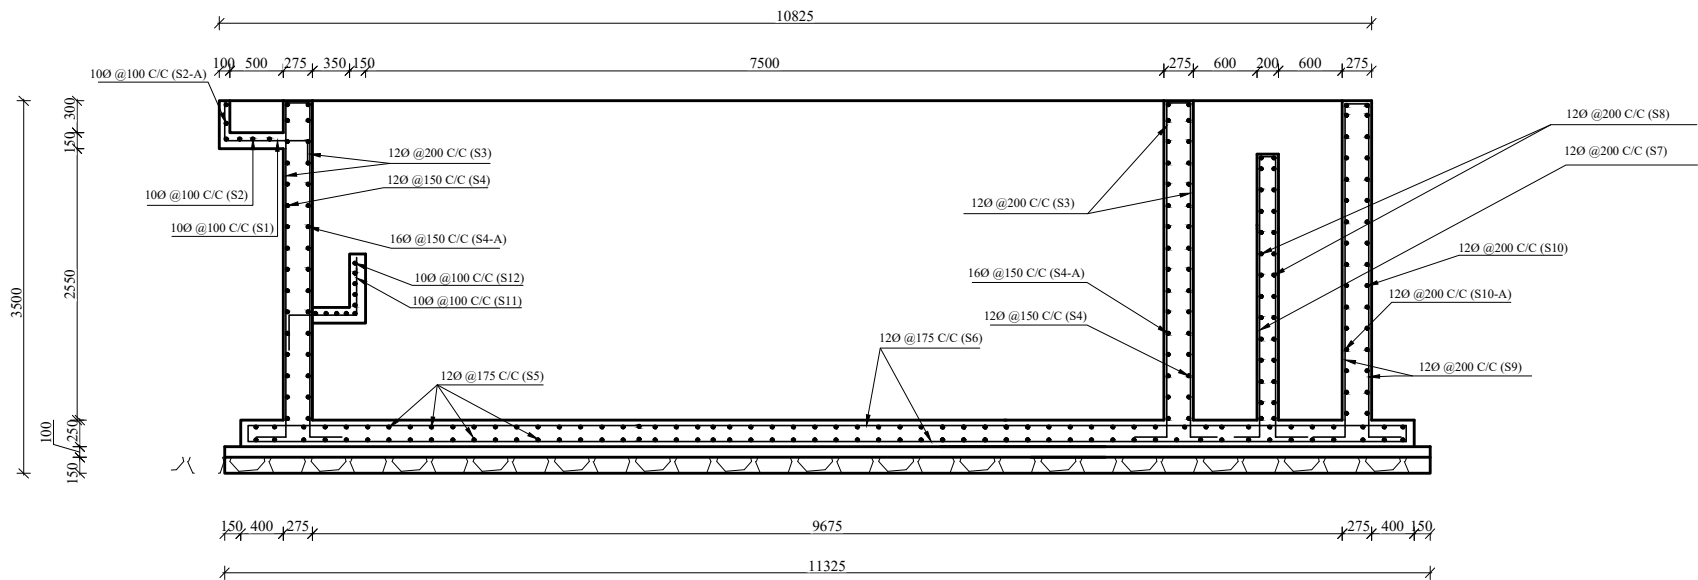 10825
100 500 275 350 150 7500 275 600 200 600 275
10Ø @100 C/C (S2-A)
300
150
2550
250
100
150
3500
12Ø @200 C/C (S3)
12Ø @150 C/C (S4)
10Ø @100 C/C (S2)
10Ø @100 C/C (S1)
16Ø @150 C/C (S4-A)
10Ø @100 C/C (S12)
10Ø @100 C/C (S11)
12Ø @175 C/C (S5)
12Ø @175 C/C (S6)
12Ø @200 C/C (S3)
16Ø @150 C/C (S4-A)
12Ø @150 C/C (S4)
12Ø @200 C/C (S8)
12Ø @200 C/C (S7)
12Ø @200 C/C (S10)
12Ø @200 C/C (S10-A)
12Ø @200 C/C (S9)
150 400 275 9675 275 400 150
11325